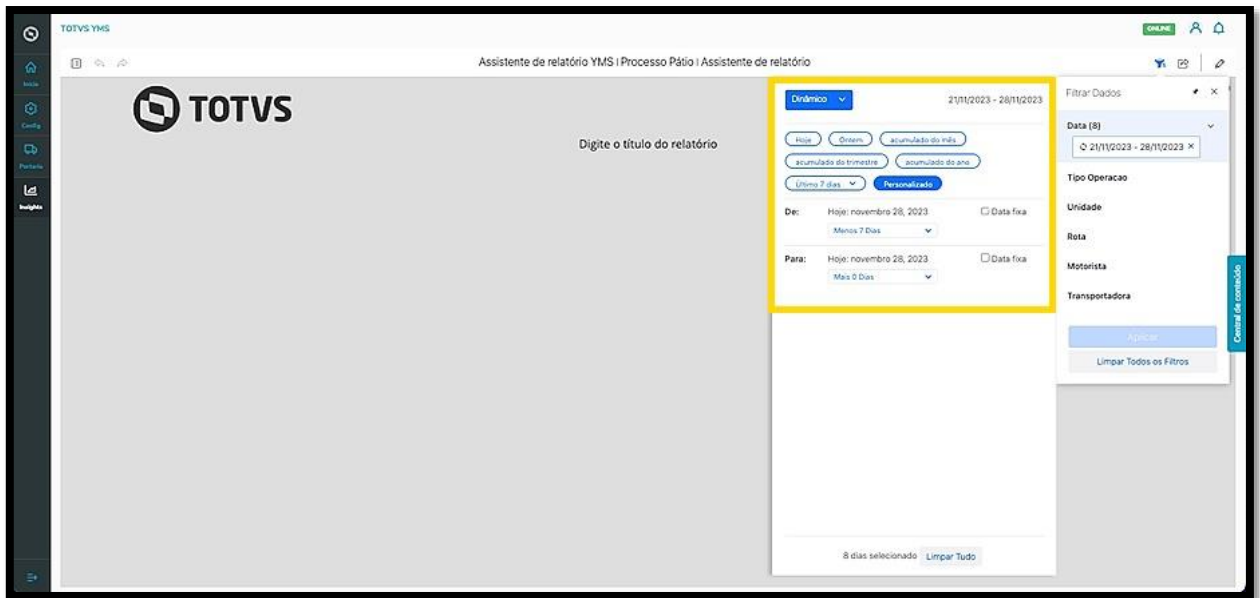 TOTVS YMS
ONLINE
Início
Config
Portaria
Insights
Assistente de relatório YMS | Processo Pátio | Assistente de relatório
TOTVS
Digite o título do relatório
Dinâmico
21/11/2023 - 28/11/2023
Hoje
Ontem
acumulado do mês
acumulado do trimestre
acumulado do ano
Último 7 dias
Personalizado
De:
Hoje: novembro 28, 2023
Data fixa
Menos 7 Dias
Para:
Hoje: novembro 28, 2023
Data fixa
Mais 0 Dias
8 dias selecionado
Limpar Tudo
Filtrar Dados
Data (8)
21/11/2023 - 28/11/2023
Tipo Operacao
Unidade
Rota
Motorista
Transportadora
Aplicar
Limpar Todos os Filtros
Central de conteúdo